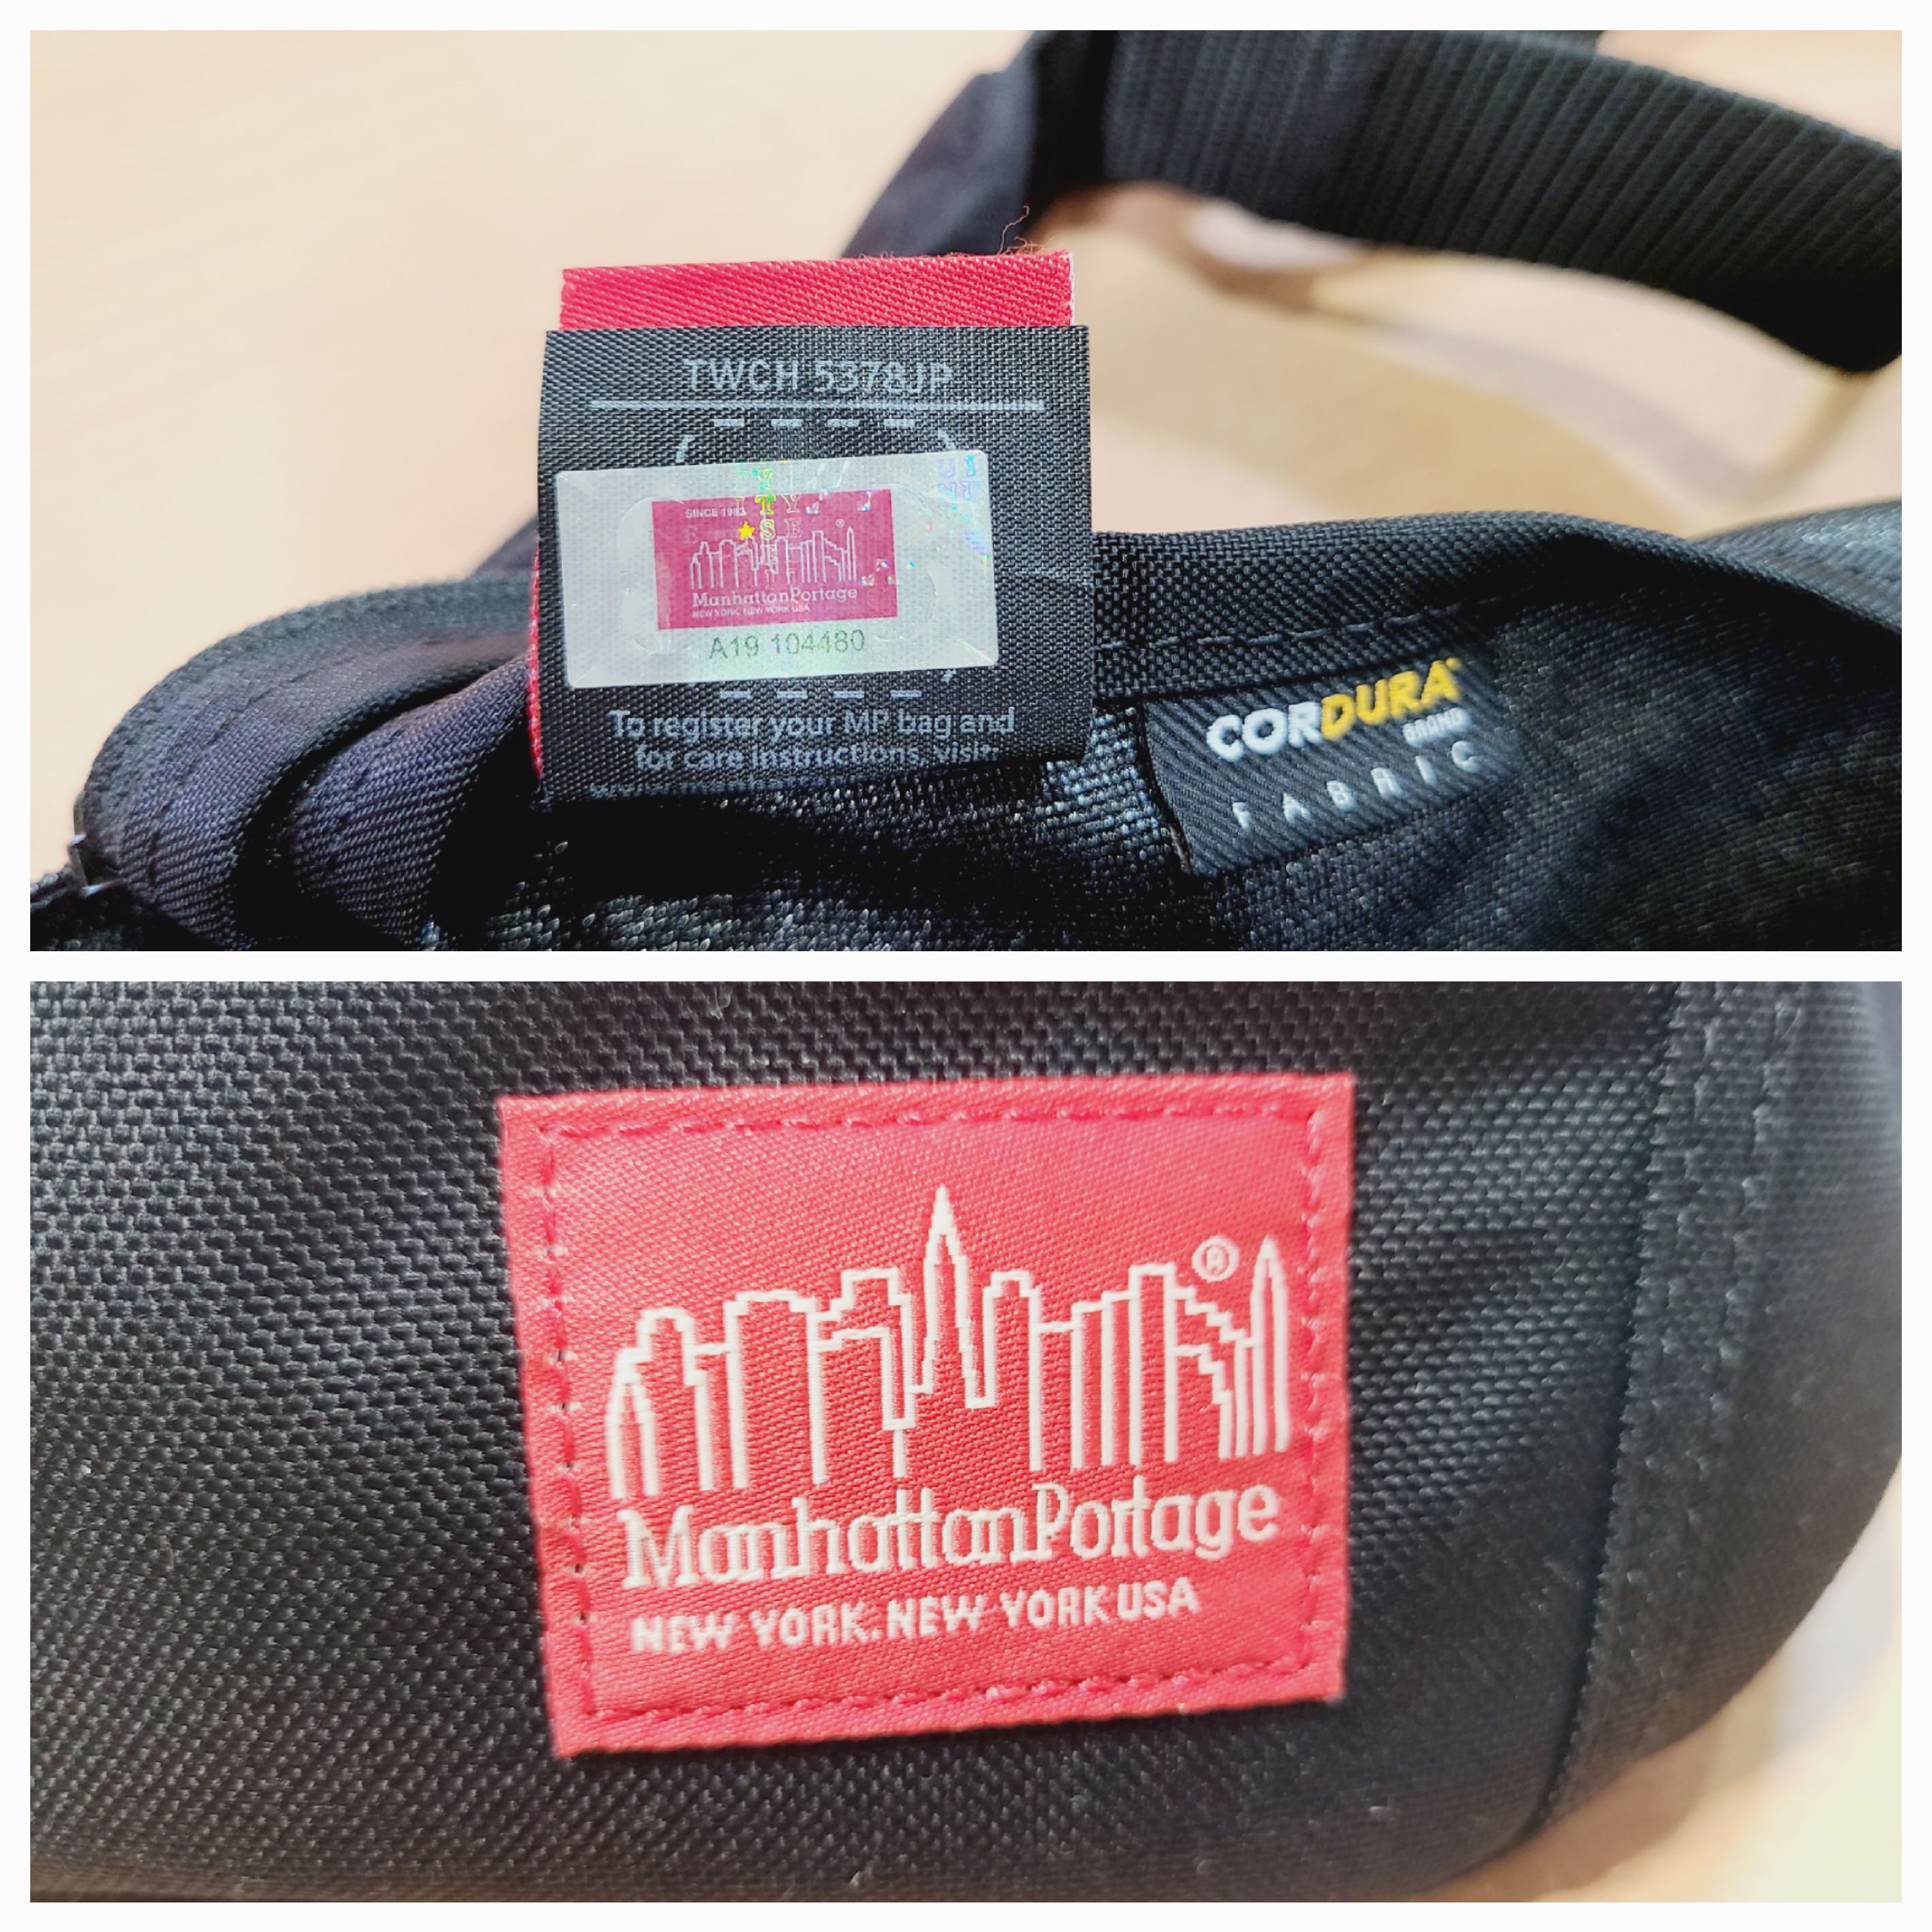 TWCH 5378JP
SINCE 1983
ManhattanPortage
NEW YORK, NEW YORK USA
A19 104480
To register your MP bag and
for care instructions, visit:
CORDURA
BRAND
FABRIC
®
ManhattanPortage
NEW YORK. NEW YORK USA